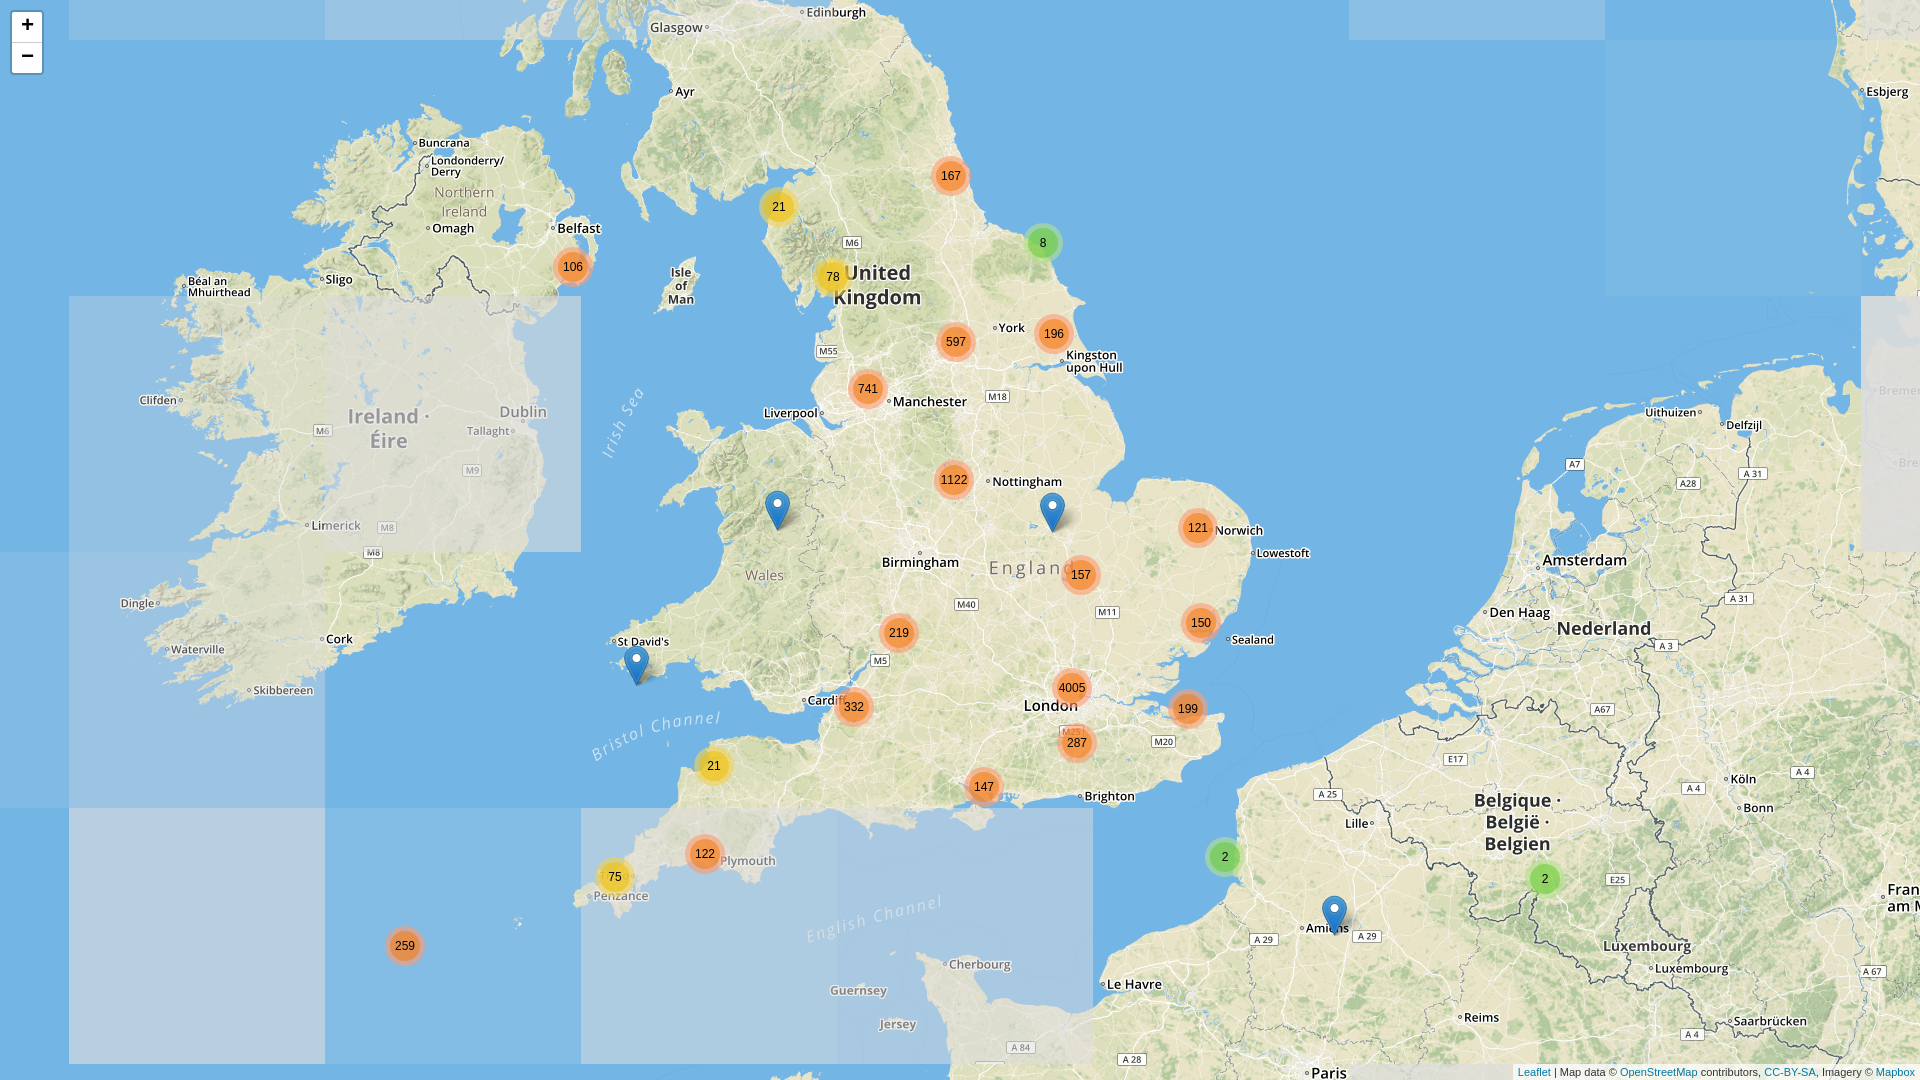 +
−
Glasgow
Edinburgh
Ayr
Esbjerg
Buncrana
Londonderry/
Derry
Northern
Ireland
Omagh
Belfast
167
21
8
M6
106
78
United
Kingdom
Isle
of
Man
Béal an
Mhuirthead
Sligo
York
196
597
M55
Kingston
upon Hull
741
Manchester
M18
Liverpool
Irish Sea
Clifden
Ireland ·
Éire
Dublin
Tallaght
M6
M9
Uithuizen
Delfzijl
A7
A 31
A28
1122
Nottingham
Limerick
M8
M8
121
Norwich
Lowestoft
Birmingham
England
157
Wales
Amsterdam
A 31
Dingle
M40
M11
Den Haag
219
150
Nederland
Cork
St David's
Sealand
A 3
Waterville
M5
Skibbereen
4005
Cardiff
332
London
199
A67
Bristol Channel
M25
287
M20
E17
21
147
Brighton
A 25
Köln
A 4
A 4
Bonn
Belgique ·
België ·
Belgien
Lille
122
Plymouth
2
75
Penzance
2
E25
English Channel
Fran
am M
259
Amiens
A 29
A 29
Luxembourg
Cherbourg
Luxembourg
A 67
Guernsey
Le Havre
Jersey
Reims
Saarbrücken
A 4
A 84
A 28
Paris
Leaflet | Map data © OpenStreetMap contributors, CC-BY-SA, Imagery © Mapbox